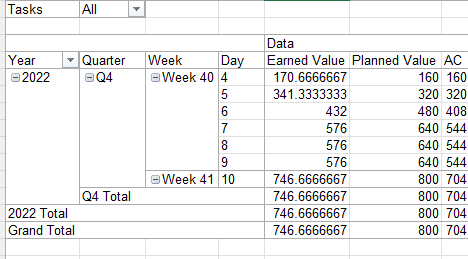 Tasks All
Data
Year Quarter Week Day Earned Value Planned Value AC
2022 Q4 Week 40 4 170.6666667 160 160
5 341.3333333 320 320
6 432 480 408
7 576 640 544
8 576 640 544
9 576 640 544
Week 41 10 746.6666667 800 704
Q4 Total 746.6666667 800 704
2022 Total 746.6666667 800 704
Grand Total 746.6666667 800 704